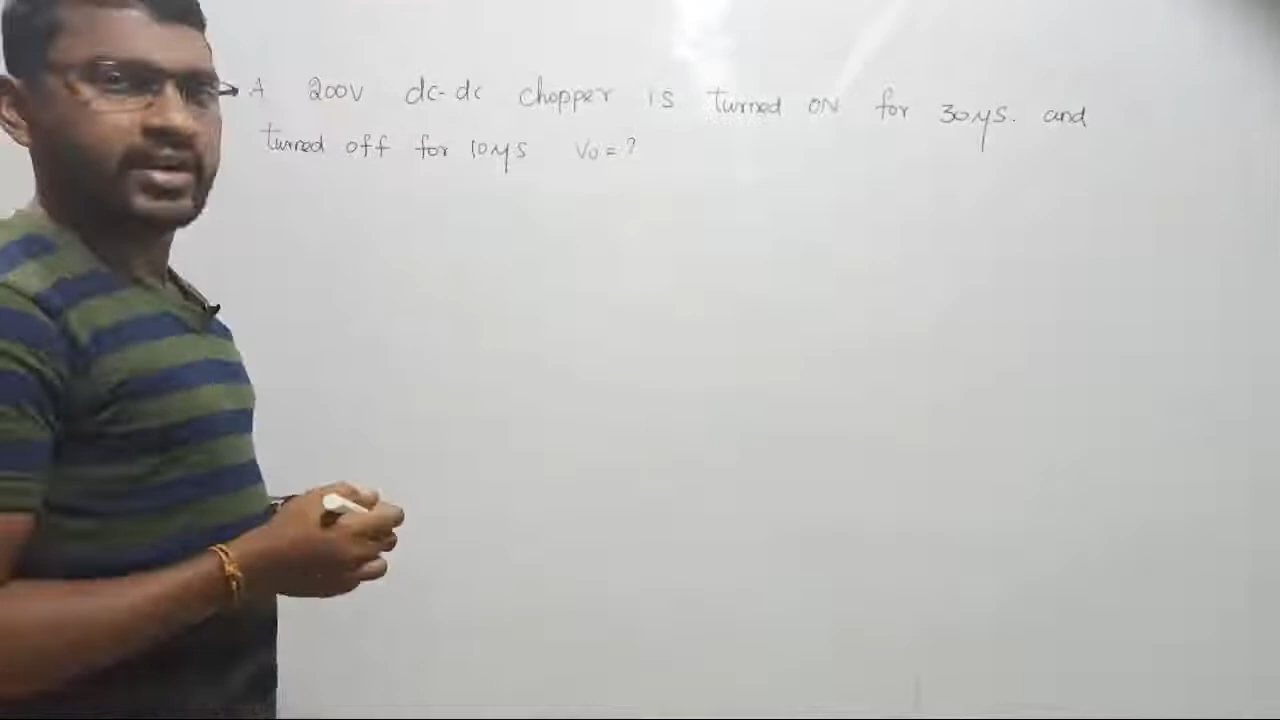 → A 200V dc-dc chopper is turned ON for 30μs. and
turned off for 10μs Vo = ?